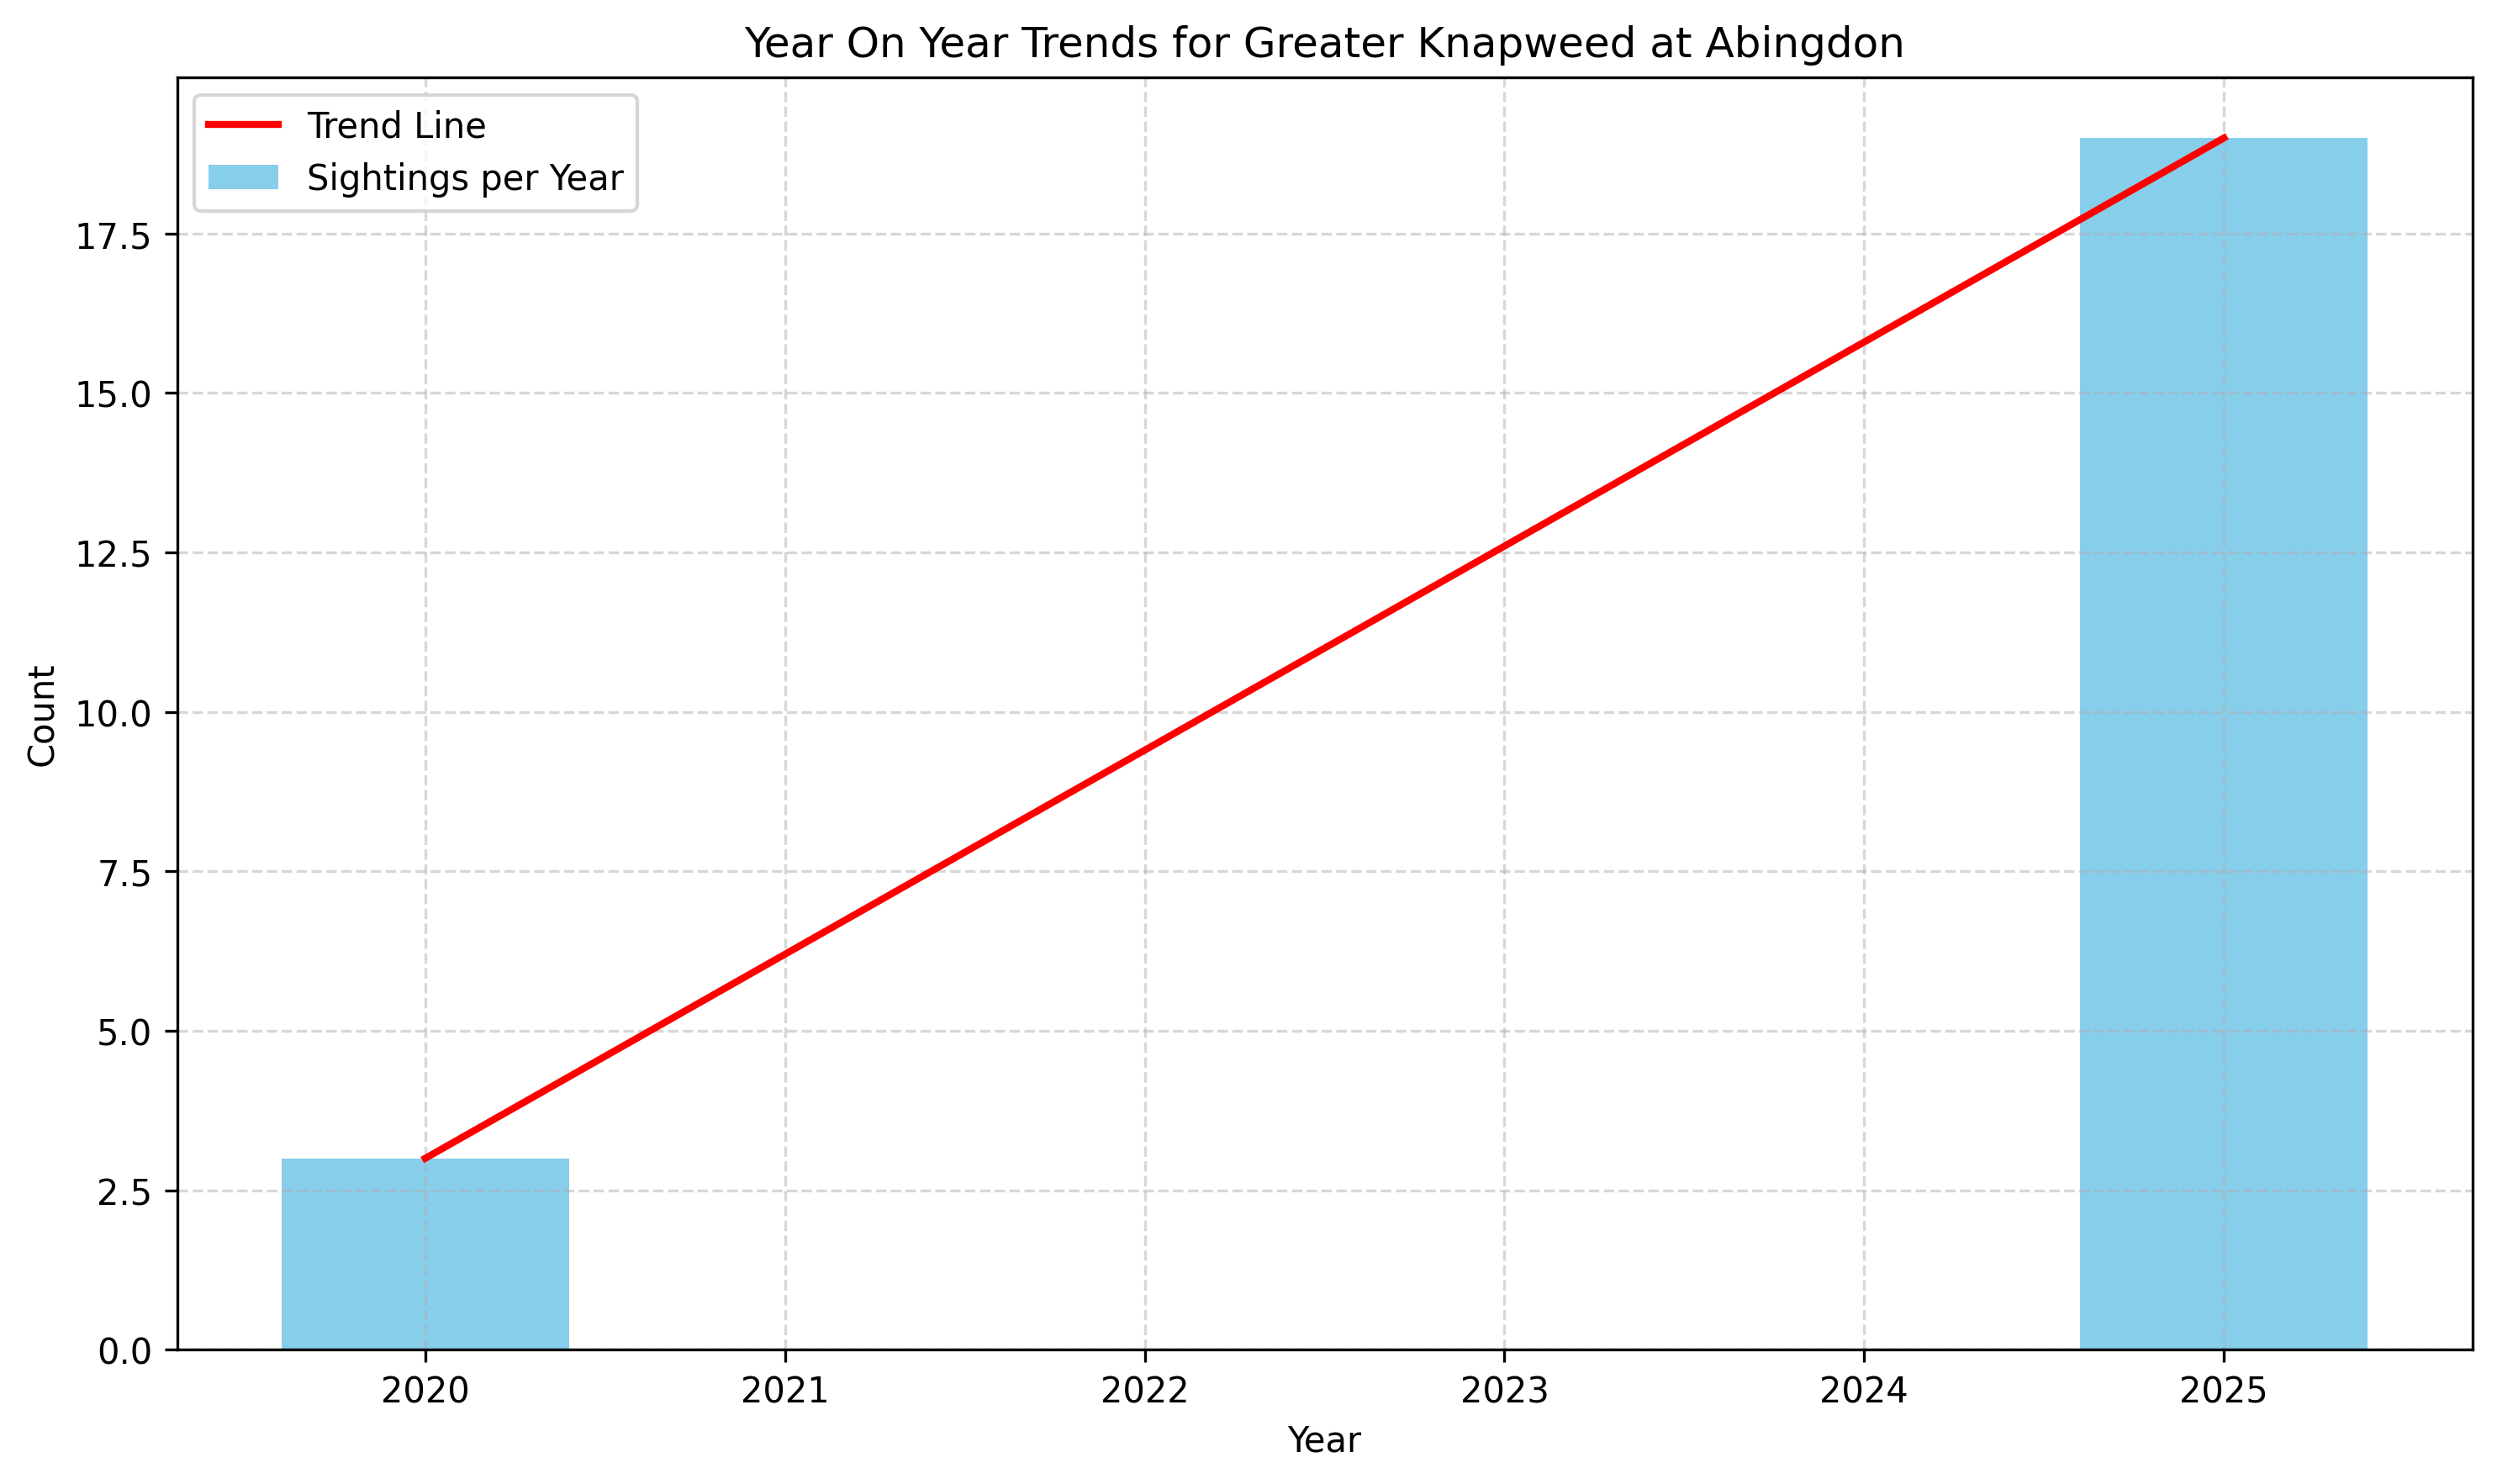 Year On Year Trends for Greater Knapweed at Abingdon
Trend Line
Sightings per Year
17.5
15.0
12.5
10.0
7.5
5.0
2.5
0.0
Count
2020 2021 2022 2023 2024 2025
Year